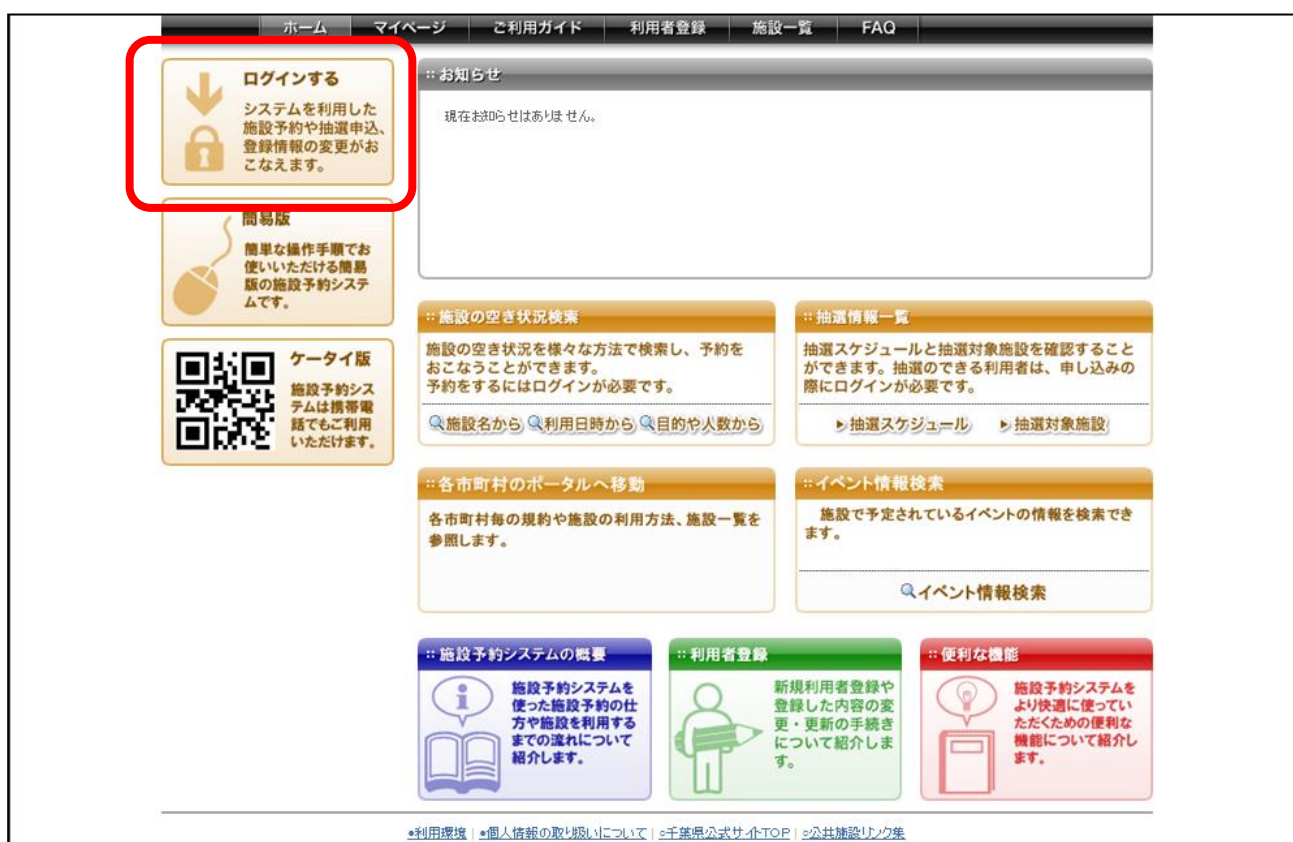 ホーム マイページ ご利用ガイド 利用者登録 施設一覧 FAQ
ログインする
システムを利用した
施設予約や抽選申込、
登録情報の変更がお
こなえます。
簡易版
簡単な操作手順でお
使いいただける簡易
版の施設予約システ
ムです。
ケータイ版
施設予約シス
テムは携帯電
話でもご利用
いただけます。
::お知らせ
現在お知らせはありません。
::施設の空き状況検索
施設の空き状況を様々な方法で検索し、予約を
おこなうことができます。
予約をするにはログインが必要です。
施設名から 利用日時から 目的や人数から
::抽選情報一覧
抽選スケジュールと抽選対象施設を確認すること
ができます。抽選のできる利用者は、申し込みの
際にログインが必要です。
抽選スケジュール 抽選対象施設
::各市町村のポータルへ移動
各市町村毎の規約や施設の利用方法、施設一覧を
参照します。
::イベント情報検索
施設で予定されているイベントの情報を検索でき
ます。
イベント情報検索
::施設予約システムの概要
施設予約システムを
使った施設予約の仕
方や施設を利用する
までの流れについて
紹介します。
::利用者登録
新規利用者登録や
登録した内容の変
更・更新の手続き
について紹介しま
す。
::便利な機能
施設予約システムを
より快適に使ってい
ただくための便利な
機能について紹介し
ます。
●利用環境 | ●個人情報の取り扱いについて | ○千葉県公式サイトTOP | ○公共施設リンク集